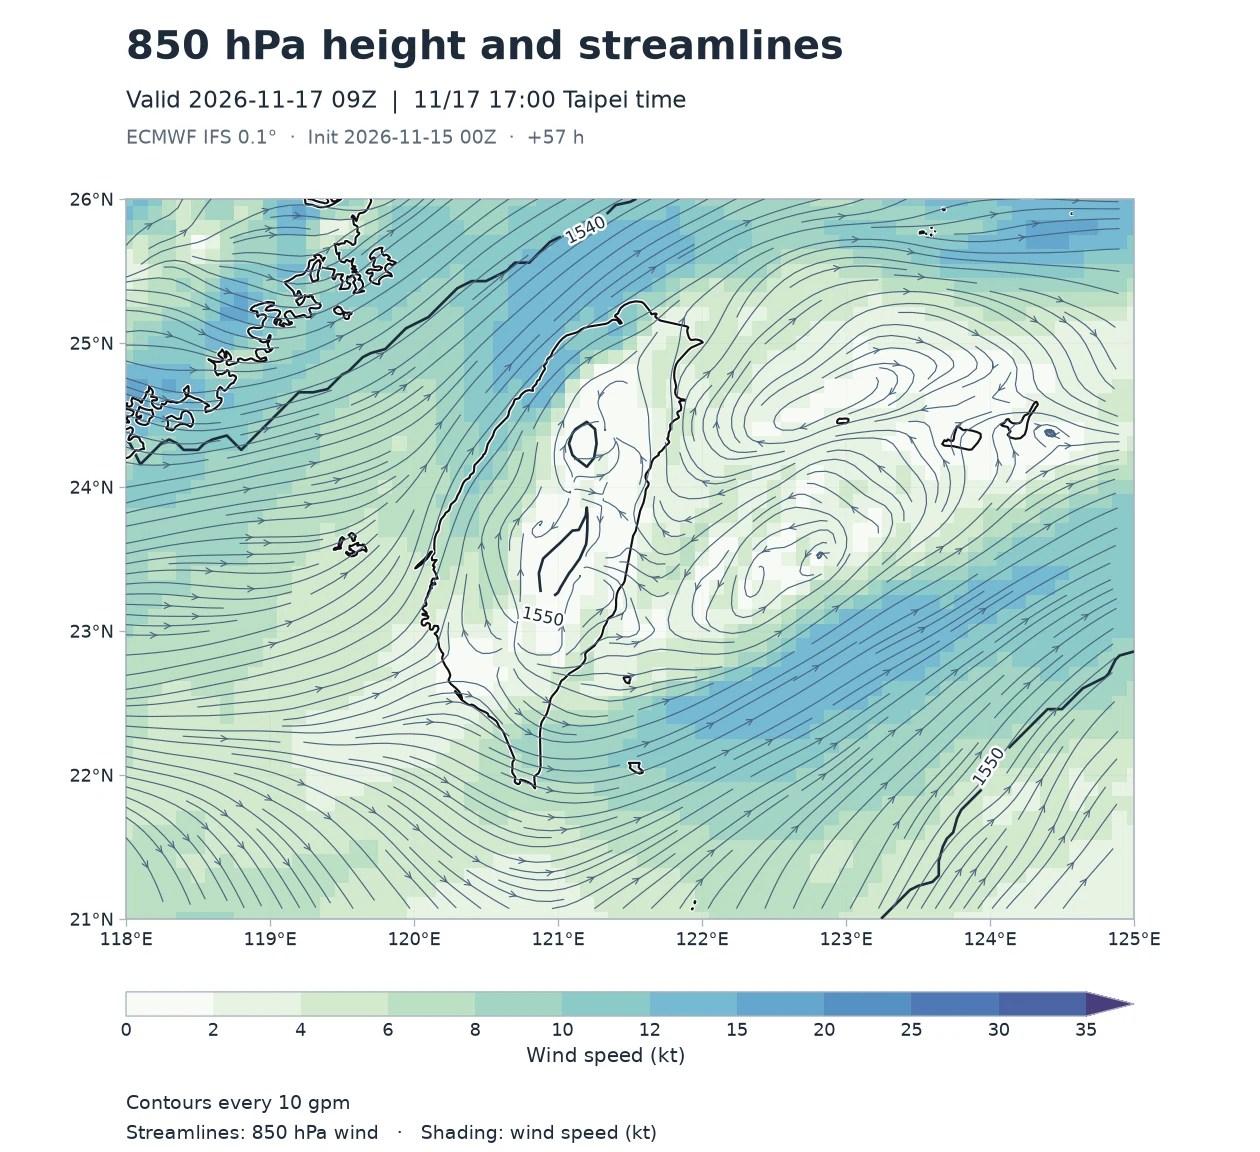 850 hPa height and streamlines
Valid 2026-11-17 09Z | 11/17 17:00 Taipei time
ECMWF IFS 0.1° · Init 2026-11-15 00Z · +57 h
26°N
1540
25°N
24°N
1550
23°N
1550
22°N
21°N
118°E 119°E 120°E 121°E 122°E 123°E 124°E 125°E
0 2 4 6 8 10 12 15 20 25 30 35
Wind speed (kt)
Contours every 10 gpm
Streamlines: 850 hPa wind · Shading: wind speed (kt)